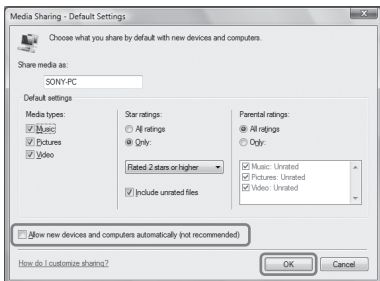 Media Sharing - Default Settings
Choose what you share by default with new devices and computers.
Share media as:
SONY-PC
Default settings
Media types:
Music
Pictures
Video
Star ratings:
All ratings
Only:
Rated 2 stars or higher
Include unrated files
Parental ratings:
All ratings
Only:
Music: Unrated
Pictures: Unrated
Video: Unrated
Allow new devices and computers automatically (not recommended)
How do I customize sharing?
OK
Cancel